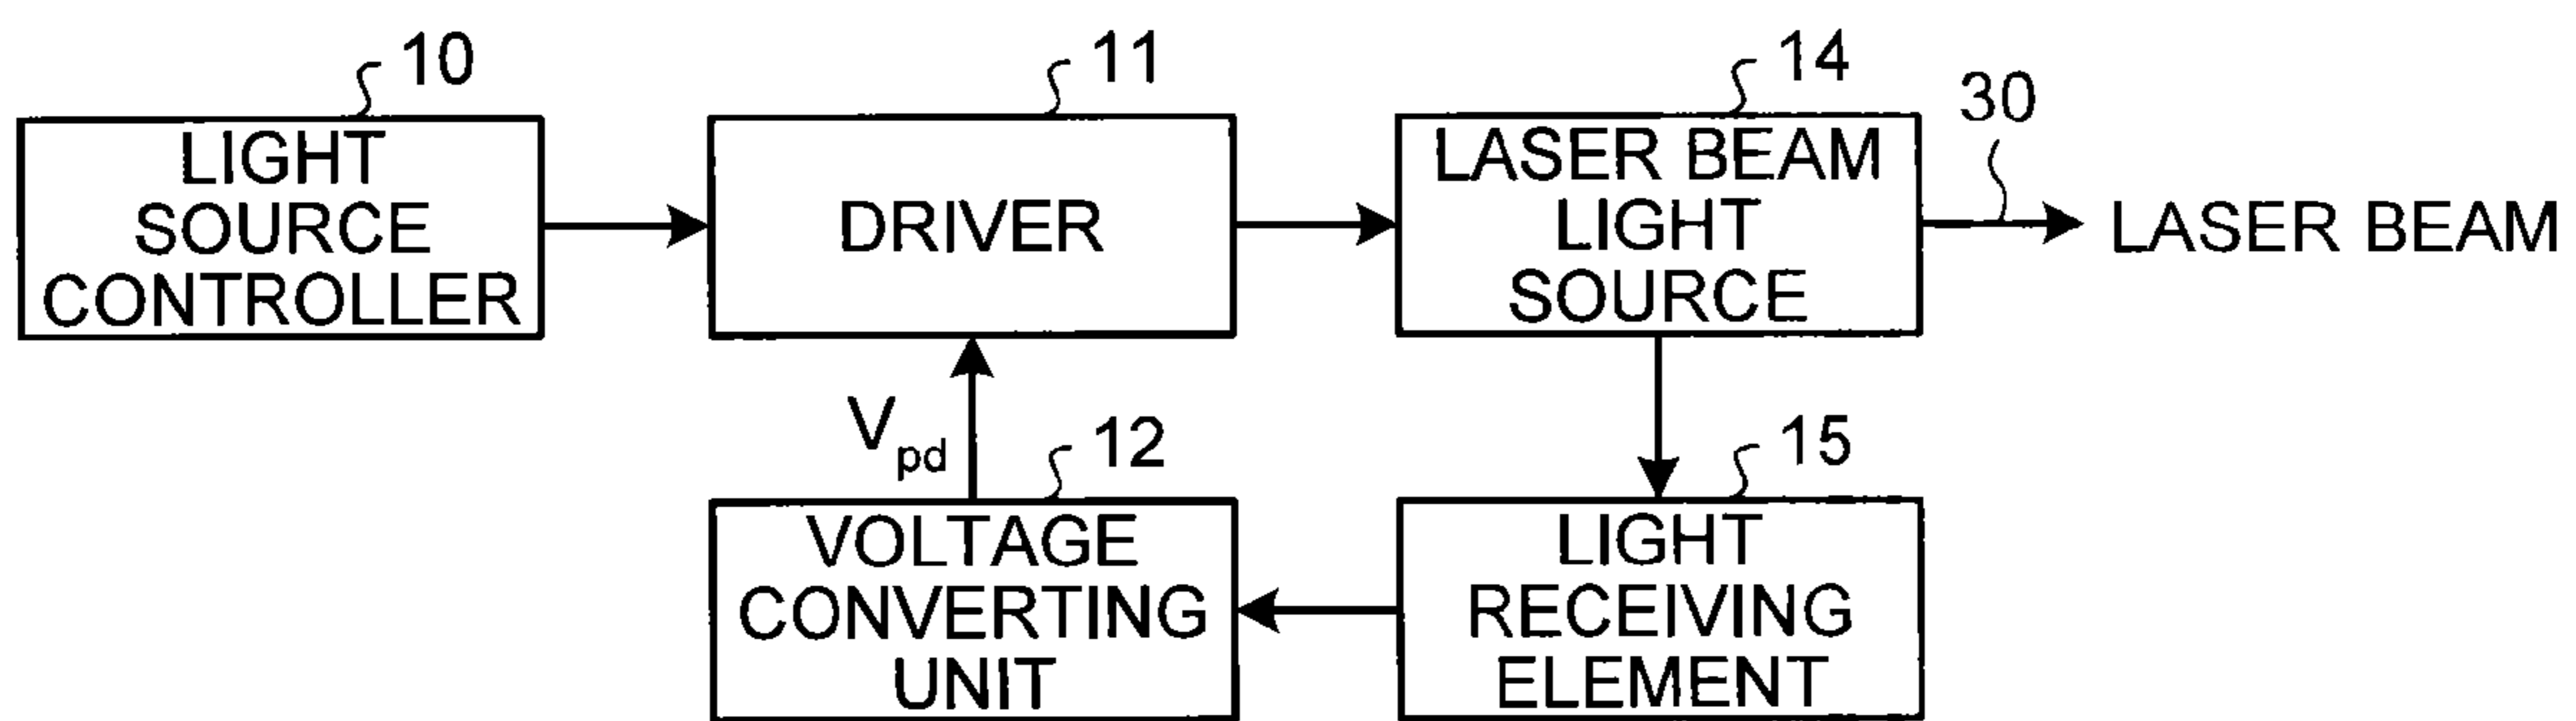 10
11
14
30
LIGHT
SOURCE
CONTROLLER
DRIVER
LASER BEAM
LIGHT
SOURCE
LASER BEAM
Vpd
12
15
VOLTAGE
CONVERTING
UNIT
LIGHT
RECEIVING
ELEMENT